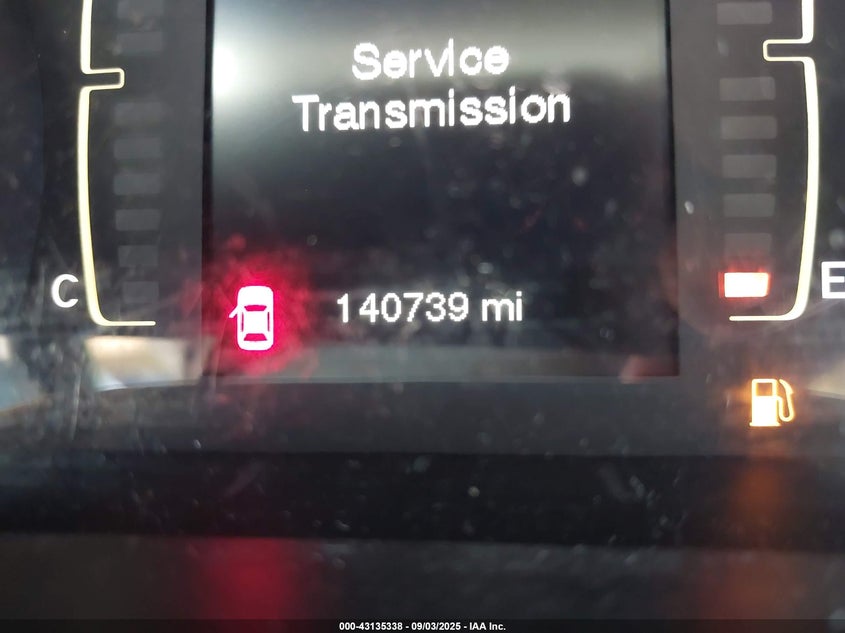 Service
Transmission
C
E
140739 mi
000-43135338 - 09/03/2025 - IAA Inc.